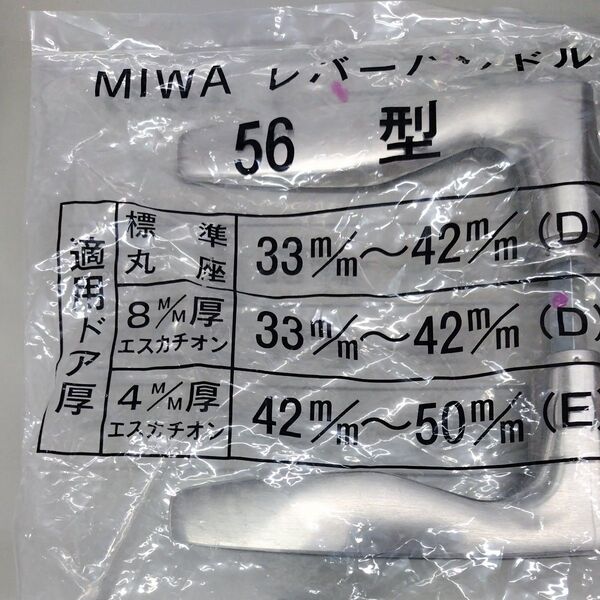 MIWA レバーハンドル
56 型
適用ドア厚
標準丸座 33m/m～42m/m (D)
8M/M厚エスカチオン 33m/m～42m/m (D)
4M/M厚エスカチオン 42m/m～50m/m (E)